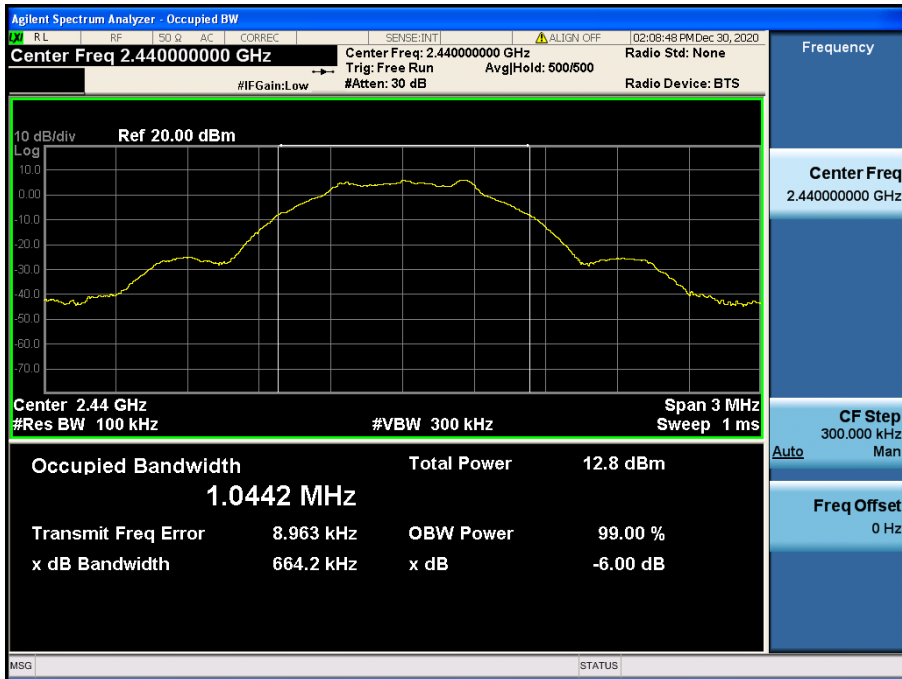 Agilent Spectrum Analyzer - Occupied BW
LXI RL RF 50 Ω AC CORREC SENSE:INT ALIGN OFF 02:08:48 PM Dec 30, 2020
Center Freq 2.440000000 GHz
Center Freq: 2.440000000 GHz
Radio Std: None
Trig: Free Run Avg|Hold: 500/500
#IFGain:Low
#Atten: 30 dB
Radio Device: BTS
10 dB/div Ref 20.00 dBm
Log
10.0
0.00
-10.0
-20.0
-30.0
-40.0
-50.0
-60.0
-70.0
Center 2.44 GHz Span 3 MHz
#Res BW 100 kHz #VBW 300 kHz Sweep 1 ms
Occupied Bandwidth Total Power 12.8 dBm
1.0442 MHz
Transmit Freq Error 8.963 kHz OBW Power 99.00 %
x dB Bandwidth 664.2 kHz x dB -6.00 dB
MSG STATUS
Frequency
Center Freq
2.440000000 GHz
CF Step
300.000 kHz
Auto Man
Freq Offset
0 Hz